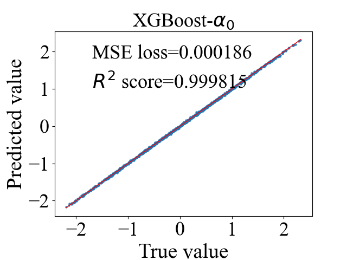 XGBoost-α₀
MSE loss=0.000186
R² score=0.999815
Predicted value
2
1
0
−1
−2
−2 −1 0 1 2
True value